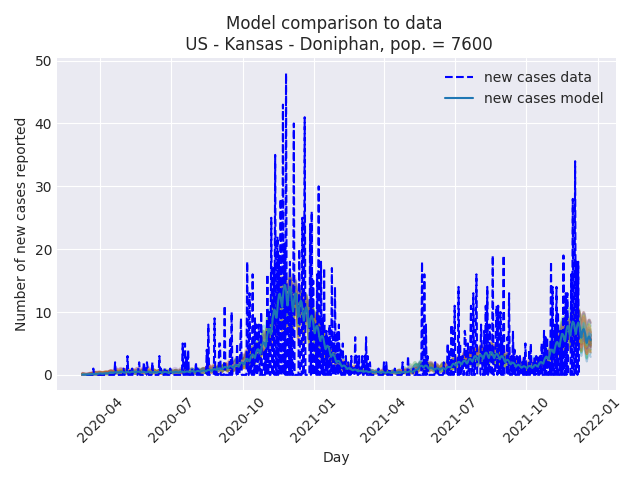 Model comparison to data
US - Kansas - Doniphan, pop. = 7600
new cases data
new cases model
Number of new cases reported
50
40
30
20
10
0
2020-04
2020-07
2020-10
2021-01
2021-04
2021-07
2021-10
2022-01
Day